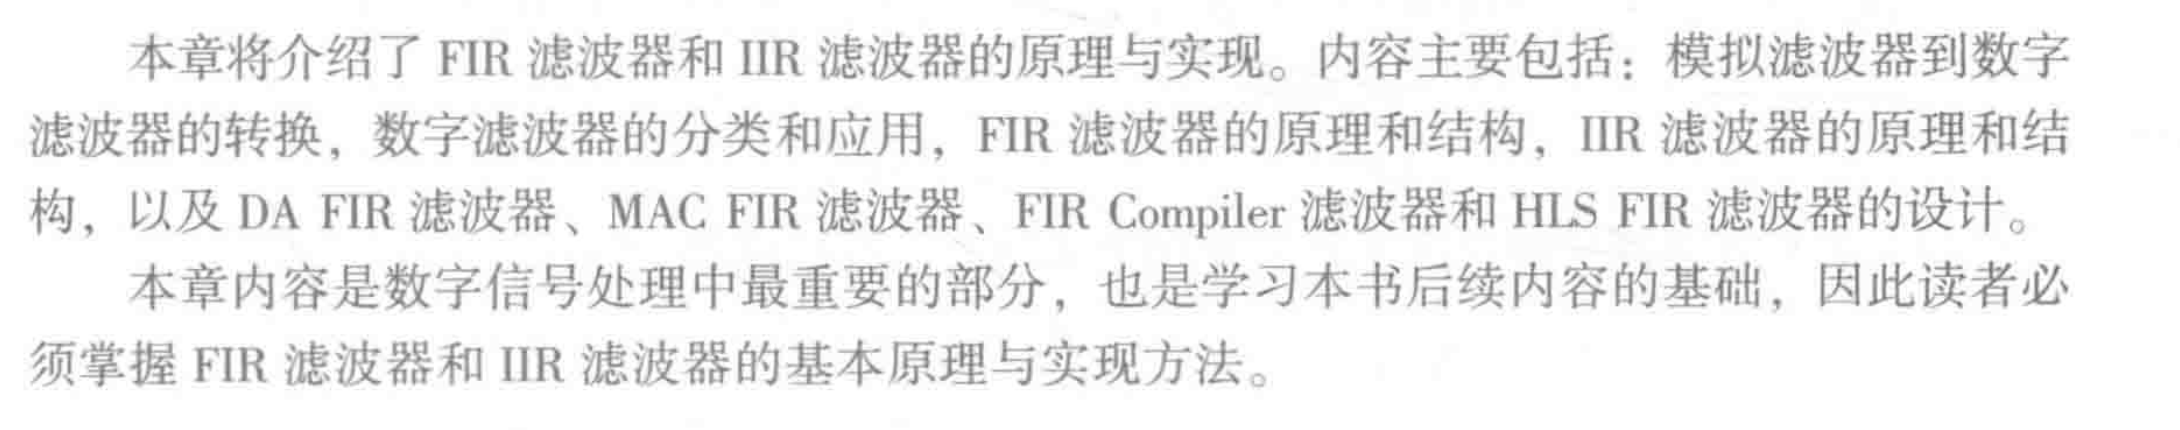 本章将介绍了 FIR 滤波器和 IIR 滤波器的原理与实现。内容主要包括：模拟滤波器到数字
滤波器的转换，数字滤波器的分类和应用，FIR 滤波器的原理和结构，IIR 滤波器的原理和结
构，以及 DA FIR 滤波器、MAC FIR 滤波器、FIR Compiler 滤波器和 HLS FIR 滤波器的设计。
本章内容是数字信号处理中最重要的部分，也是学习本书后续内容的基础，因此读者必
须掌握 FIR 滤波器和 IIR 滤波器的基本原理与实现方法。